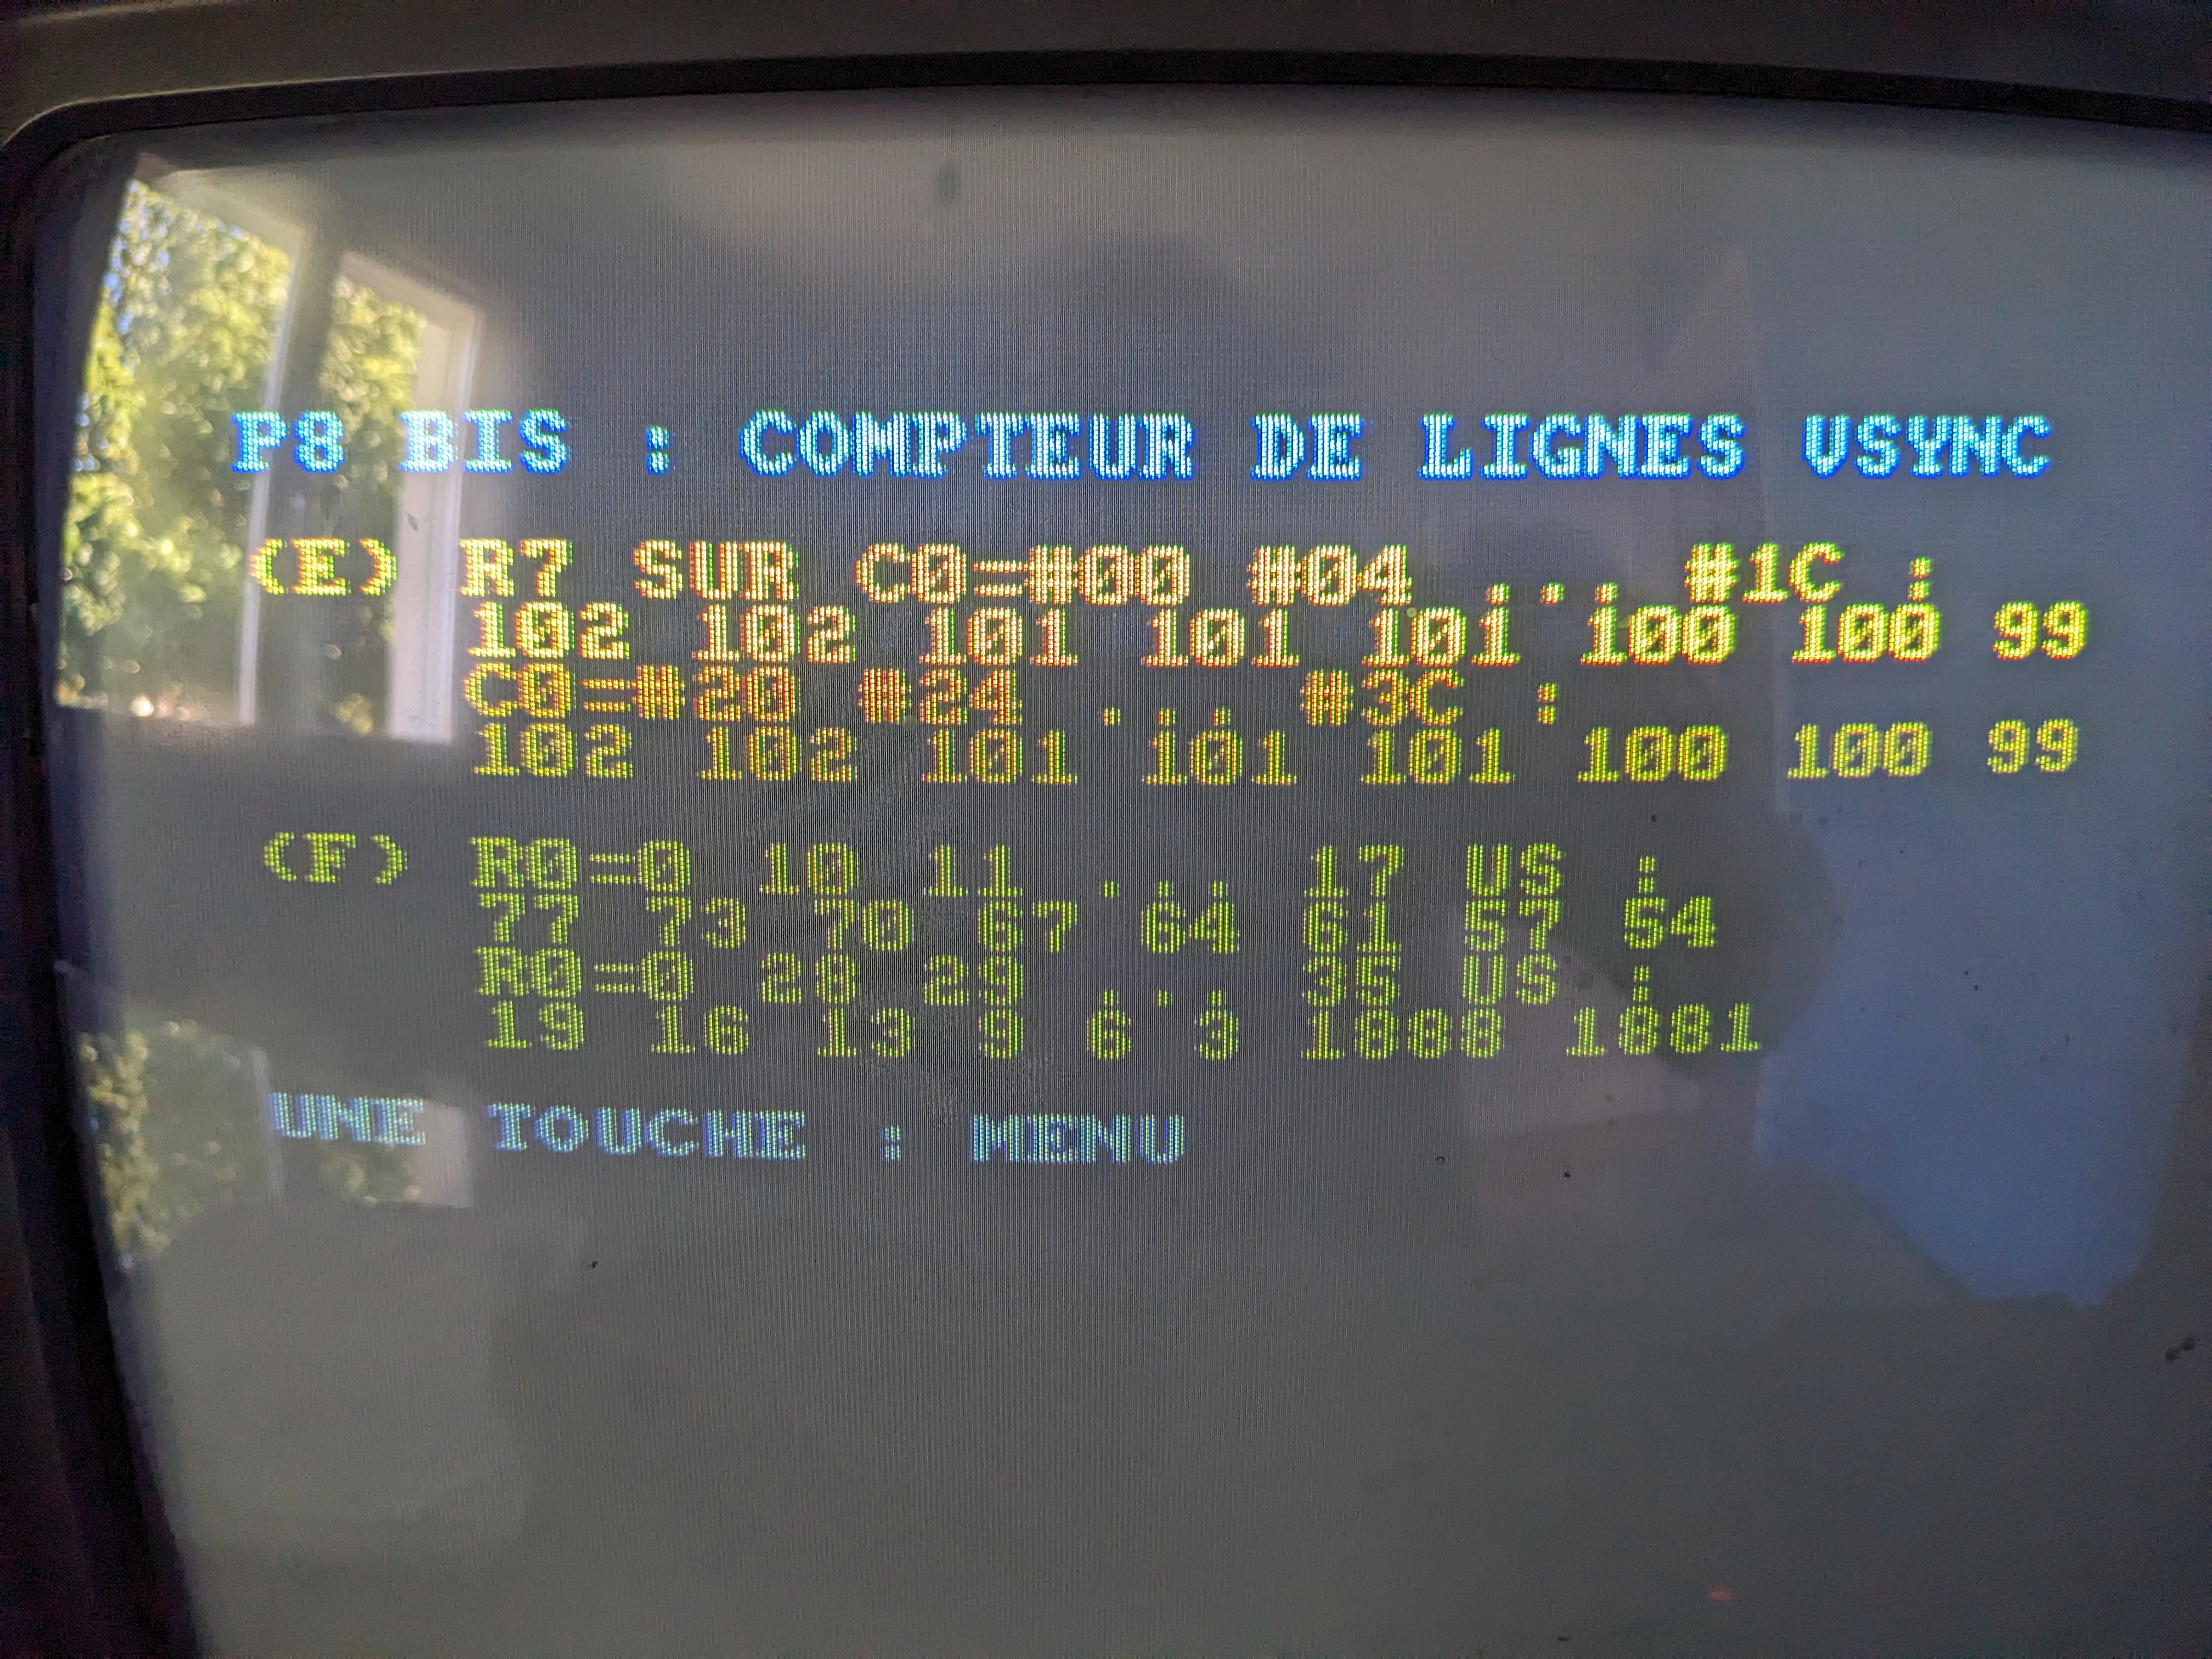 P8 BIS : COMPTEUR DE LIGNES VSYNC
(E) R7 SUR C0=#00 #04 ... #1C :
102 102 101 101 101 100 100 99
C0=#20 #24 ... #3C :
102 102 101 101 101 100 100 99
(F) R0=0 10 11 ... 17 US :
77 73 70 67 64 61 57 54
R0=0 28 29 ... 35 US :
19 16 13 9 6 3 1888 1881
UNE TOUCHE : MENU